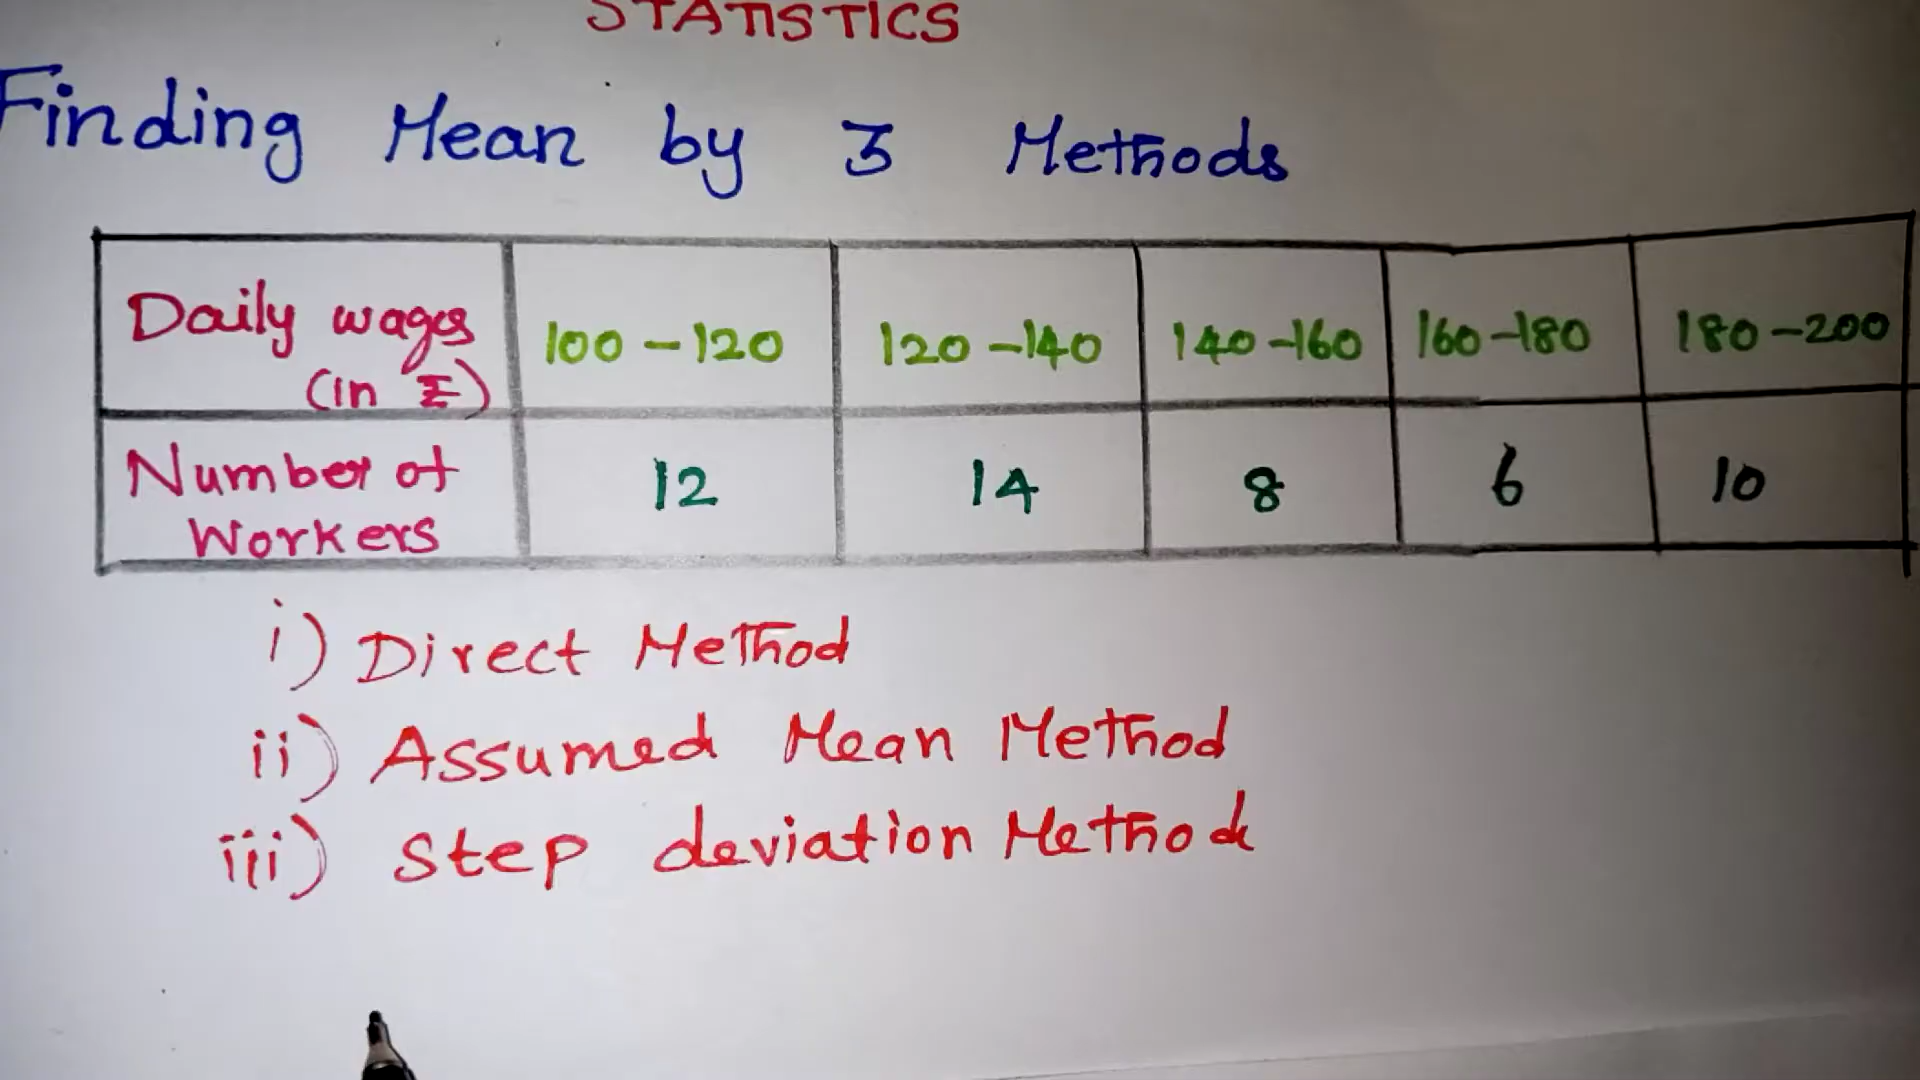 STATISTICS
Finding Mean by 3 Methods
Daily wages (in ₹) 100-120 120-140 140-160 160-180 180-200
Number of Workers 12 14 8 6 10
i) Direct Method
ii) Assumed Mean Method
iii) Step deviation Method